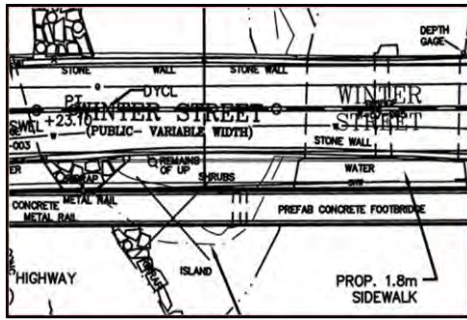 DEPTH
GAGE
STONE WALL STONE WALL
PT DYCL
WINTER STREET
WINTER
STREET
SWEL +23.10
(PUBLIC- VARIABLE WIDTH)
-003
STONE WALL
REMAINS
OF UP
WATER
SHRUBS
METAL RAIL
CONCRETE
METAL RAIL
PREFAB CONCRETE FOOTBRIDGE
ISLAND
HIGHWAY
PROP. 1.8m
SIDEWALK